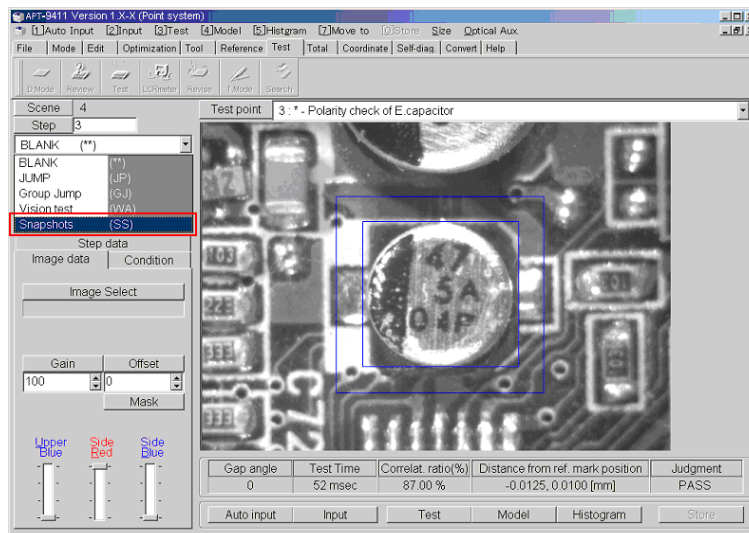 APT-9411 Version 1.X-X (Point system)
[1]Auto Input [2]Input [3]Test [4]Model [5]Histgram [7]Move to [0]Store Size Optical Aux.
File Mode Edit Optimization Tool Reference Test Total Coordinate Self-diag. Convert Help
D.Mode Review Test LCRmeter Revise T.Mode Search
Scene 4 Test point 3 : * - Polarity check of E.capacitor
Step 3
BLANK (**)
BLANK (**)
JUMP (JP)
Group Jump (GJ)
Vision test (WA)
Snapshots (SS)
Step data
Image data Condition
Image Select
Gain Offset
100 0
Mask
Upper Blue Side Red Side Blue
103
223
333
333
C72
47
5A
101
Gap angle Test Time Correlat. ratio(%) Distance from ref. mark position Judgment
0 52 msec 87.00 % -0.0125, 0.0100 [mm] PASS
Auto input Input Test Model Histogram Store